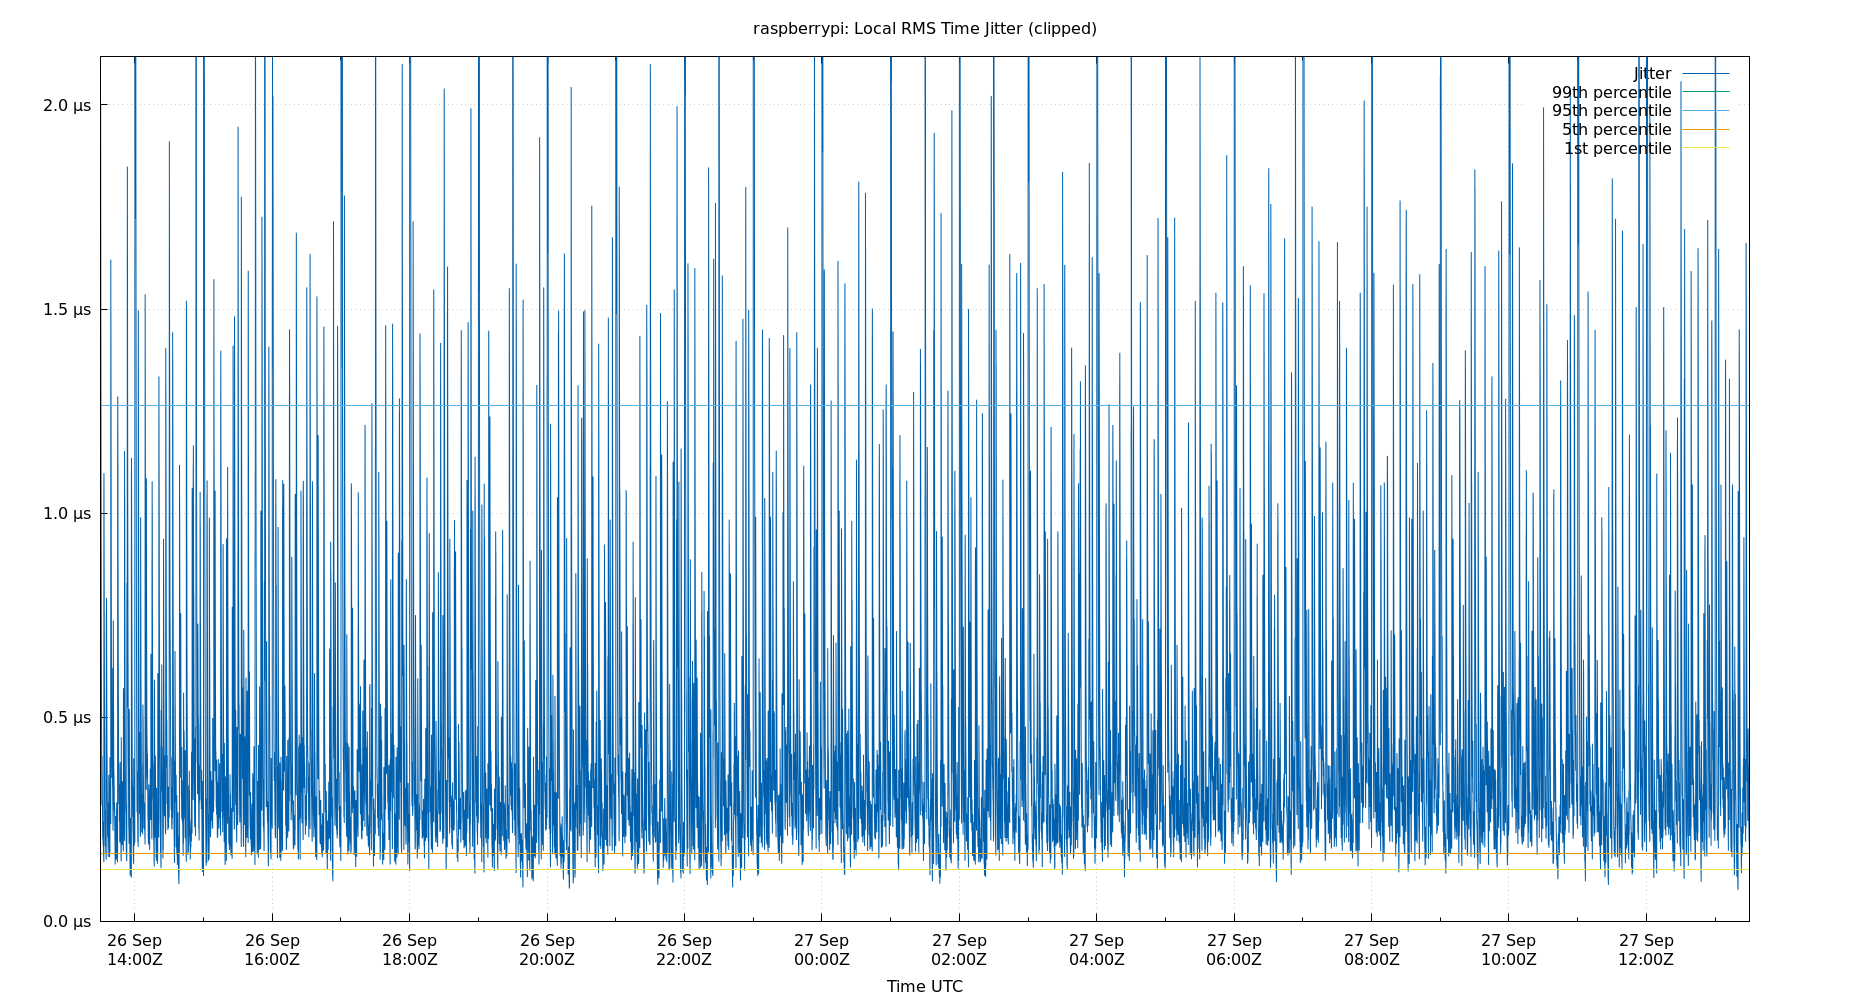 raspberrypi: Local RMS Time Jitter (clipped)
Jitter
99th percentile
95th percentile
5th percentile
1st percentile
2.0 µs
1.5 µs
1.0 µs
0.5 µs
0.0 µs
26 Sep 26 Sep 26 Sep 26 Sep 26 Sep 27 Sep 27 Sep 27 Sep 27 Sep 27 Sep 27 Sep 27 Sep
14:00Z 16:00Z 18:00Z 20:00Z 22:00Z 00:00Z 02:00Z 04:00Z 06:00Z 08:00Z 10:00Z 12:00Z
Time UTC